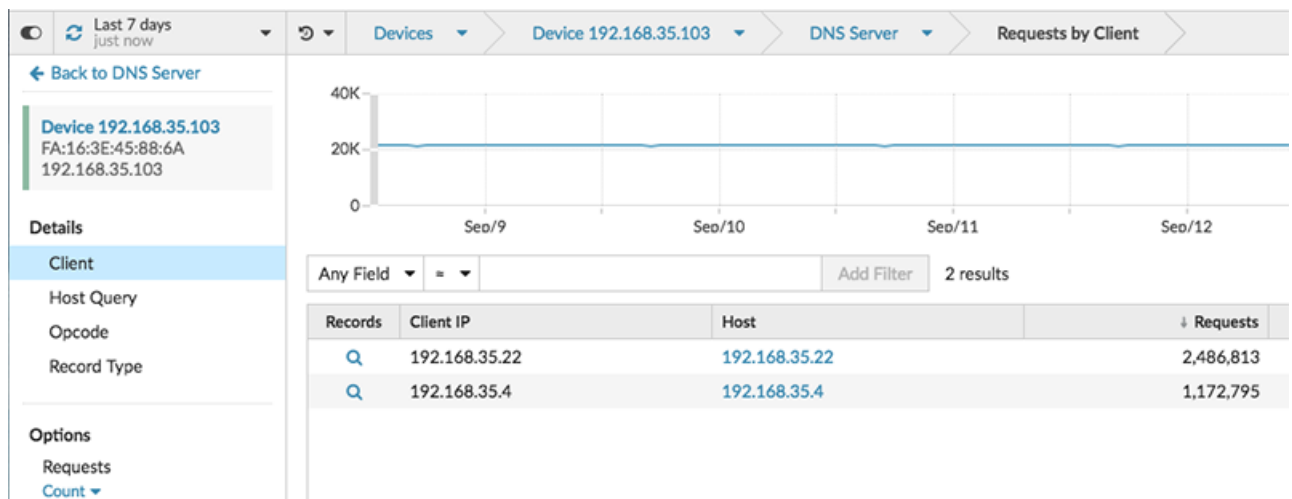 Last 7 days
just now
Devices Device 192.168.35.103 DNS Server Requests by Client
Back to DNS Server
Device 192.168.35.103
FA:16:3E:45:88:6A
192.168.35.103
Details
Client
Host Query
Opcode
Record Type
Options
Requests
Count
40K
20K
0
Sep/9 Sep/10 Sep/11 Sep/12
Any Field ≈ Add Filter 2 results
Records Client IP Host Requests
192.168.35.22 192.168.35.22 2,486,813
192.168.35.4 192.168.35.4 1,172,795